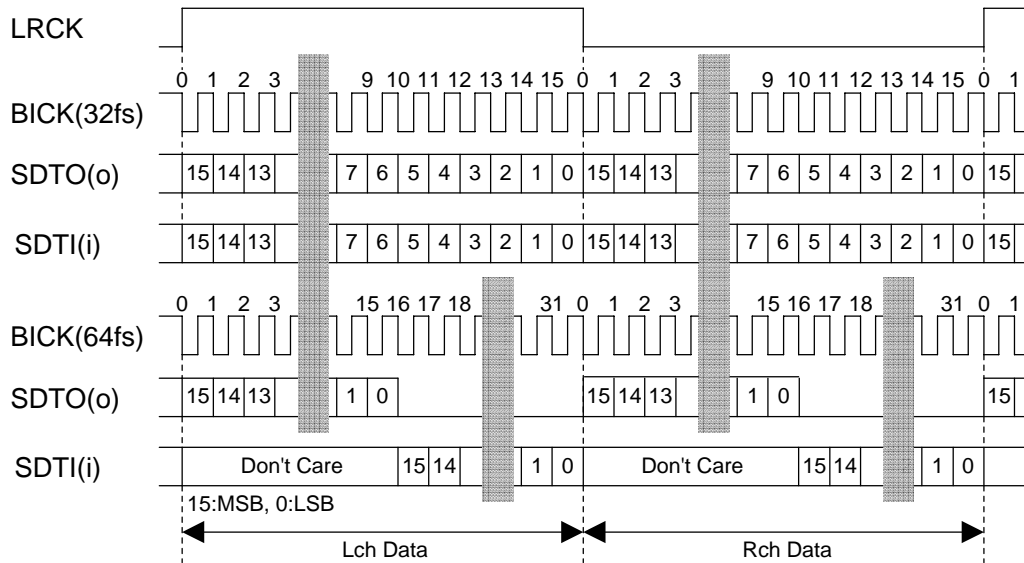 LRCK
0 1 2 3 9 10 11 12 13 14 15 0 1 2 3 9 10 11 12 13 14 15 0 1
BICK(32fs)
SDTO(o) 15 14 13 7 6 5 4 3 2 1 0 15 14 13 7 6 5 4 3 2 1 0 15
SDTI(i) 15 14 13 7 6 5 4 3 2 1 0 15 14 13 7 6 5 4 3 2 1 0 15
0 1 2 3 15 16 17 18 31 0 1 2 3 15 16 17 18 31 0 1
BICK(64fs)
SDTO(o) 15 14 13 1 0 15 14 13 1 0 15
SDTI(i) Don't Care 15 14 1 0 Don't Care 15 14 1 0
15:MSB, 0:LSB
Lch Data Rch Data